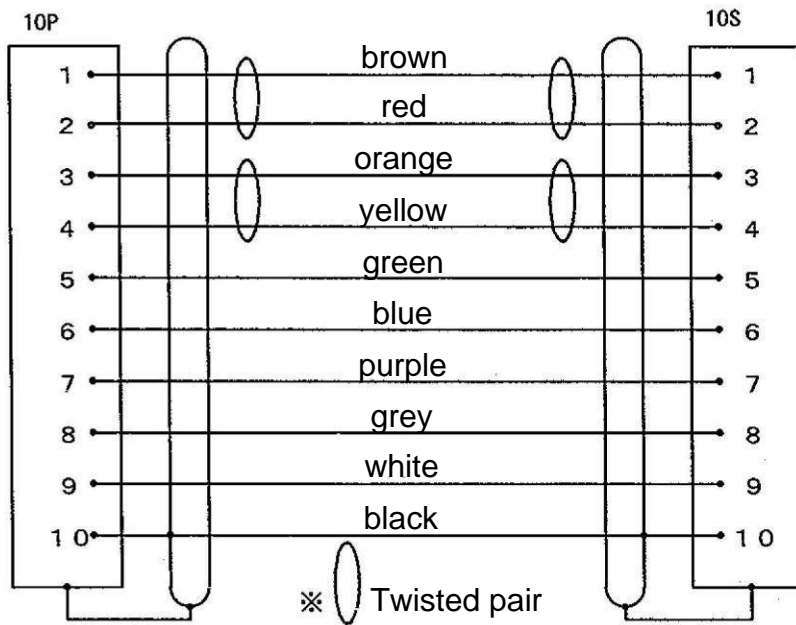 10P 10S
1 brown 1
2 red 2
3 orange 3
4 yellow 4
5 green 5
6 blue 6
7 purple 7
8 grey 8
9 white 9
10 black 10
※ Twisted pair